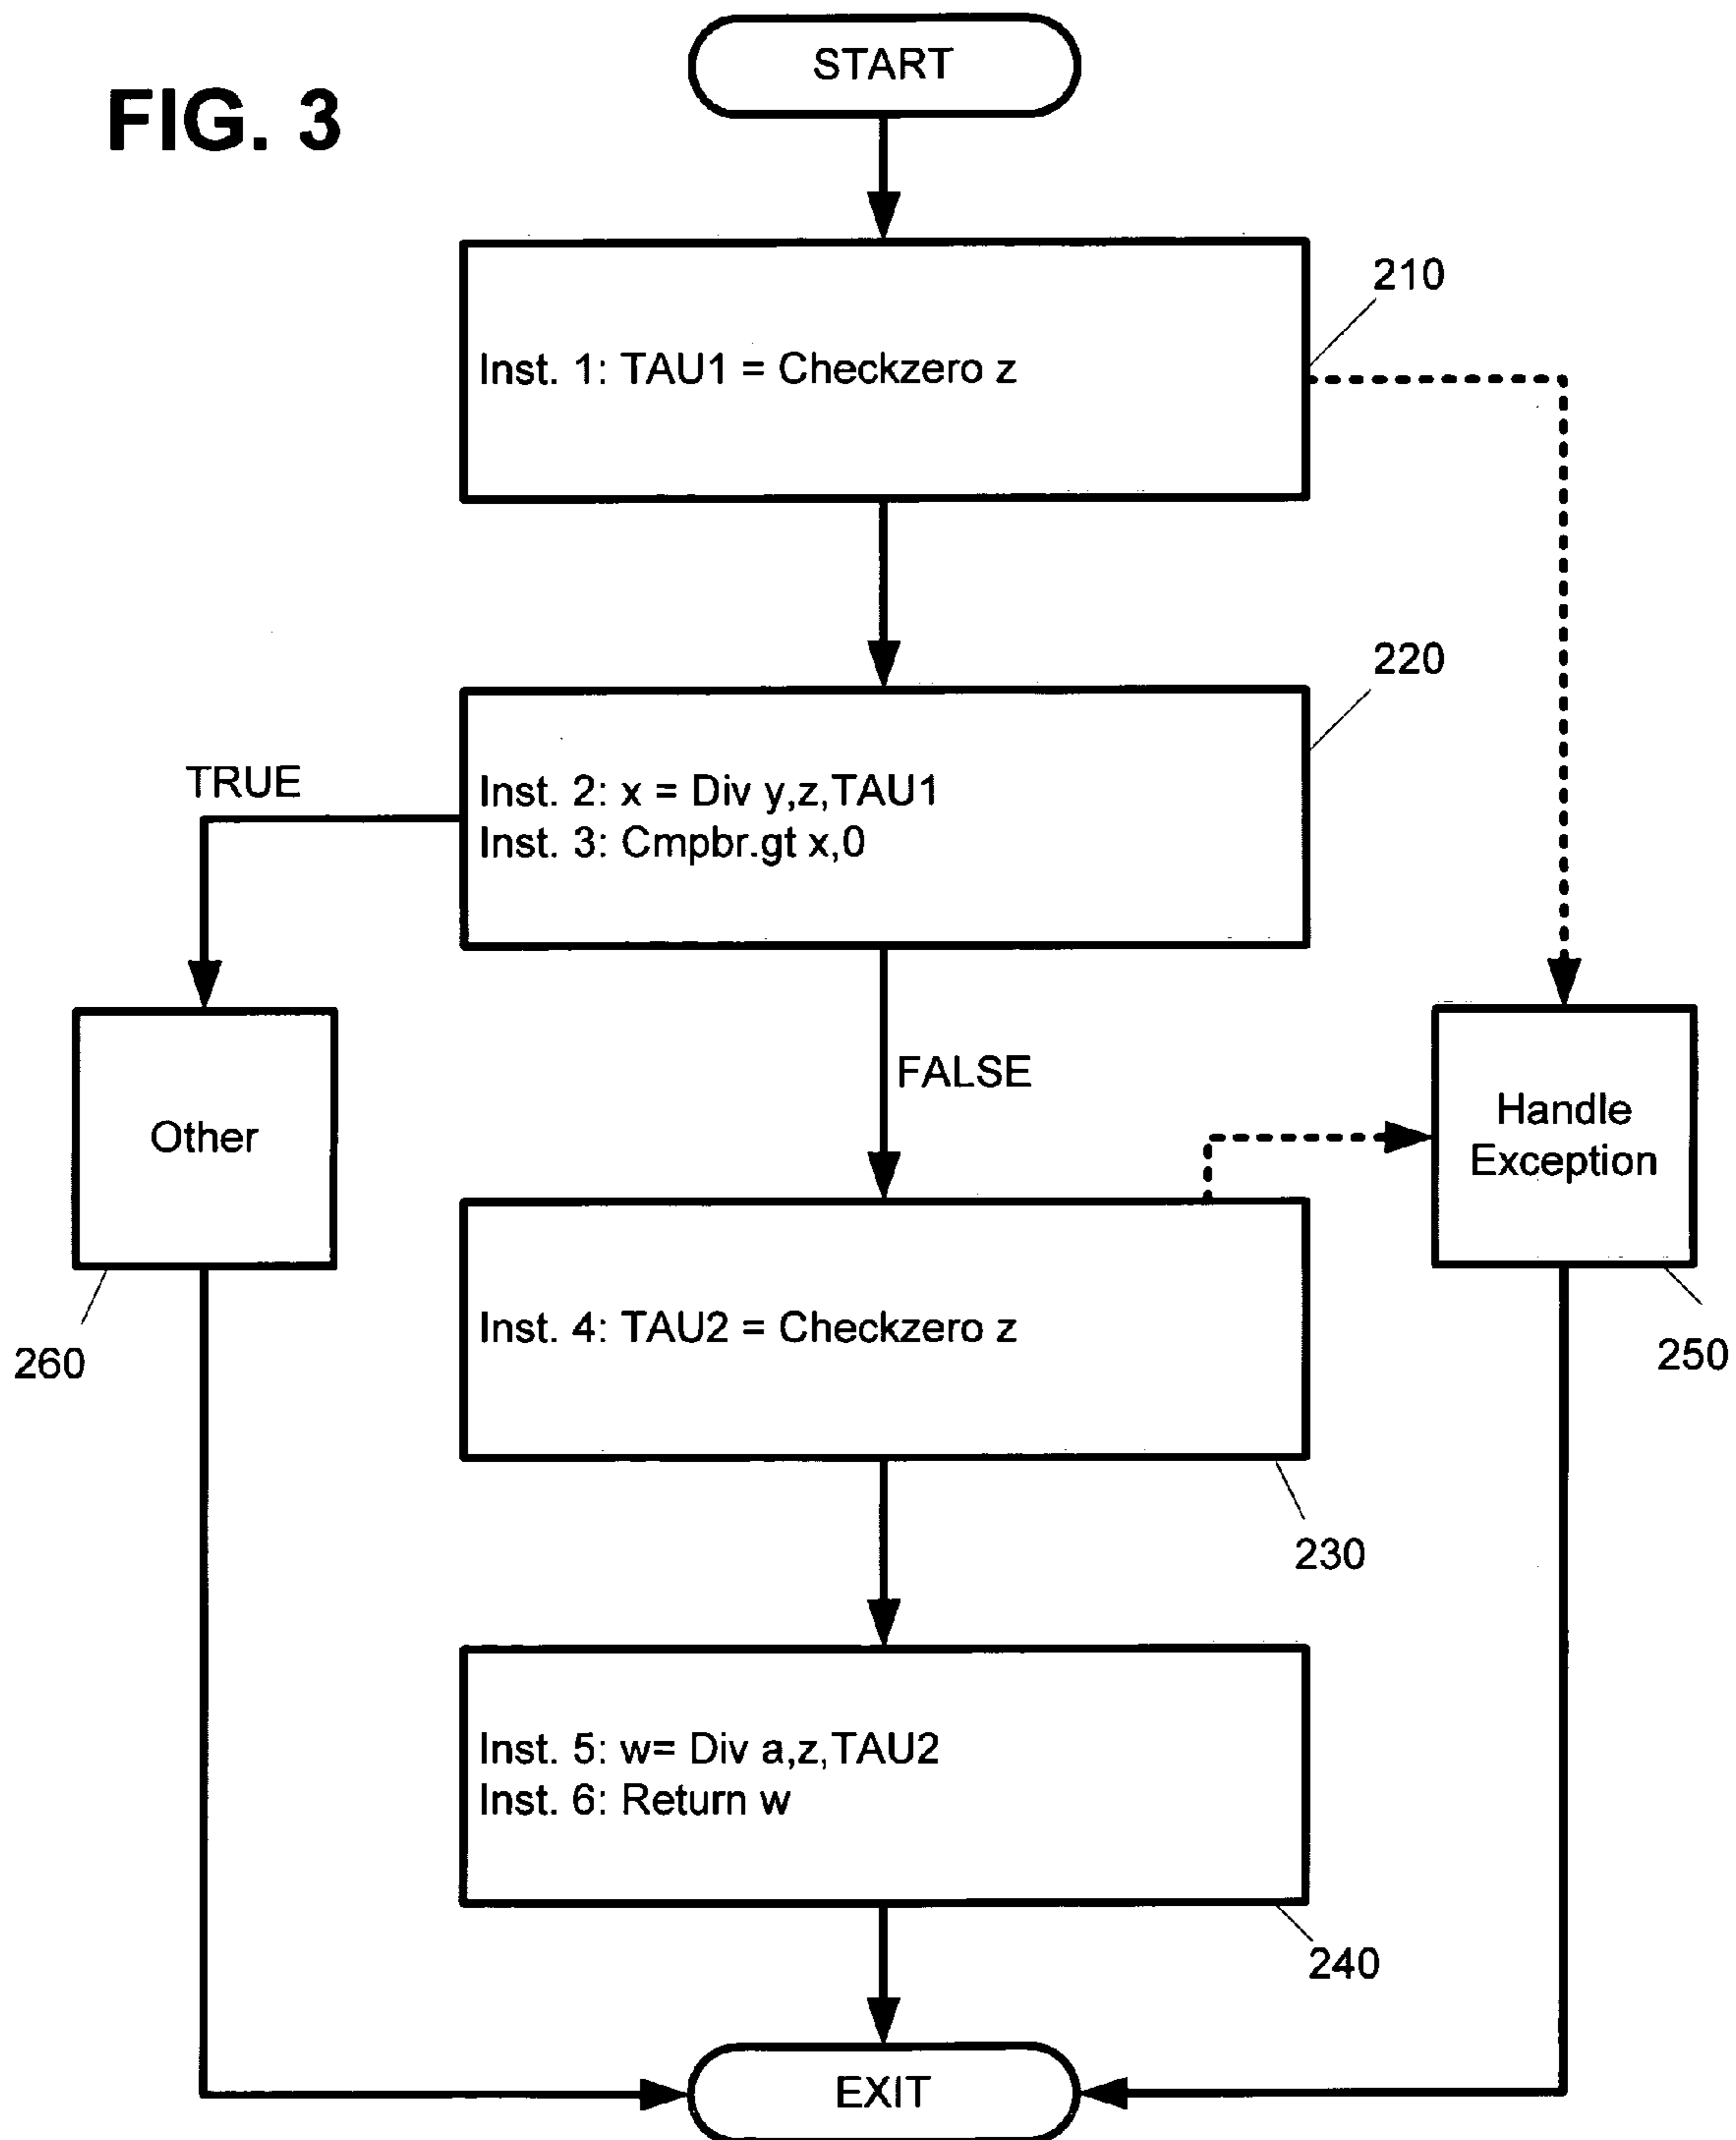 START
FIG. 3
210
Inst. 1: TAU1 = Checkzero z
220
TRUE
Inst. 2: x = Div y,z,TAU1
Inst. 3: Cmpbr.gt x,0
FALSE
Other
Handle
Exception
Inst. 4: TAU2 = Checkzero z
260
250
230
Inst. 5: w= Div a,z,TAU2
Inst. 6: Return w
240
EXIT